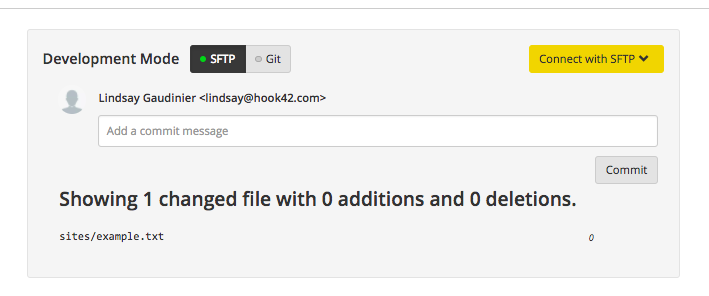 Development Mode SFTP Git Connect with SFTP
Lindsay Gaudinier <lindsay@hook42.com>
Add a commit message
Commit
Showing 1 changed file with 0 additions and 0 deletions.
sites/example.txt 0